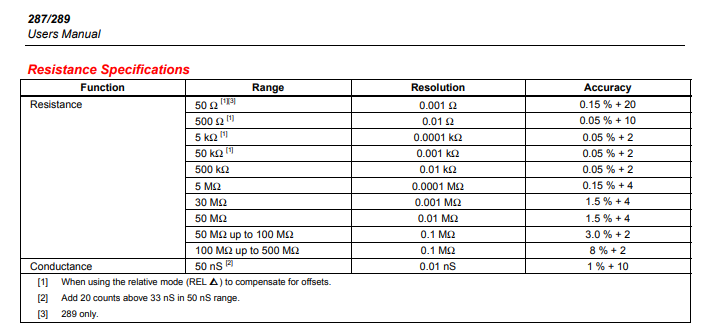 287/289
Users Manual
Resistance Specifications
Function Range Resolution Accuracy
Resistance 50 Ω [1][3] 0.001 Ω 0.15 % + 20
500 Ω [1] 0.01 Ω 0.05 % + 10
5 kΩ [1] 0.0001 kΩ 0.05 % + 2
50 kΩ [1] 0.001 kΩ 0.05 % + 2
500 kΩ 0.01 kΩ 0.05 % + 2
5 MΩ 0.0001 MΩ 0.15 % + 4
30 MΩ 0.001 MΩ 1.5 % + 4
50 MΩ 0.01 MΩ 1.5 % + 4
50 MΩ up to 100 MΩ 0.1 MΩ 3.0 % + 2
100 MΩ up to 500 MΩ 0.1 MΩ 8 % + 2
Conductance 50 nS [2] 0.01 nS 1 % + 10
[1] When using the relative mode (REL Δ) to compensate for offsets.
[2] Add 20 counts above 33 nS in 50 nS range.
[3] 289 only.